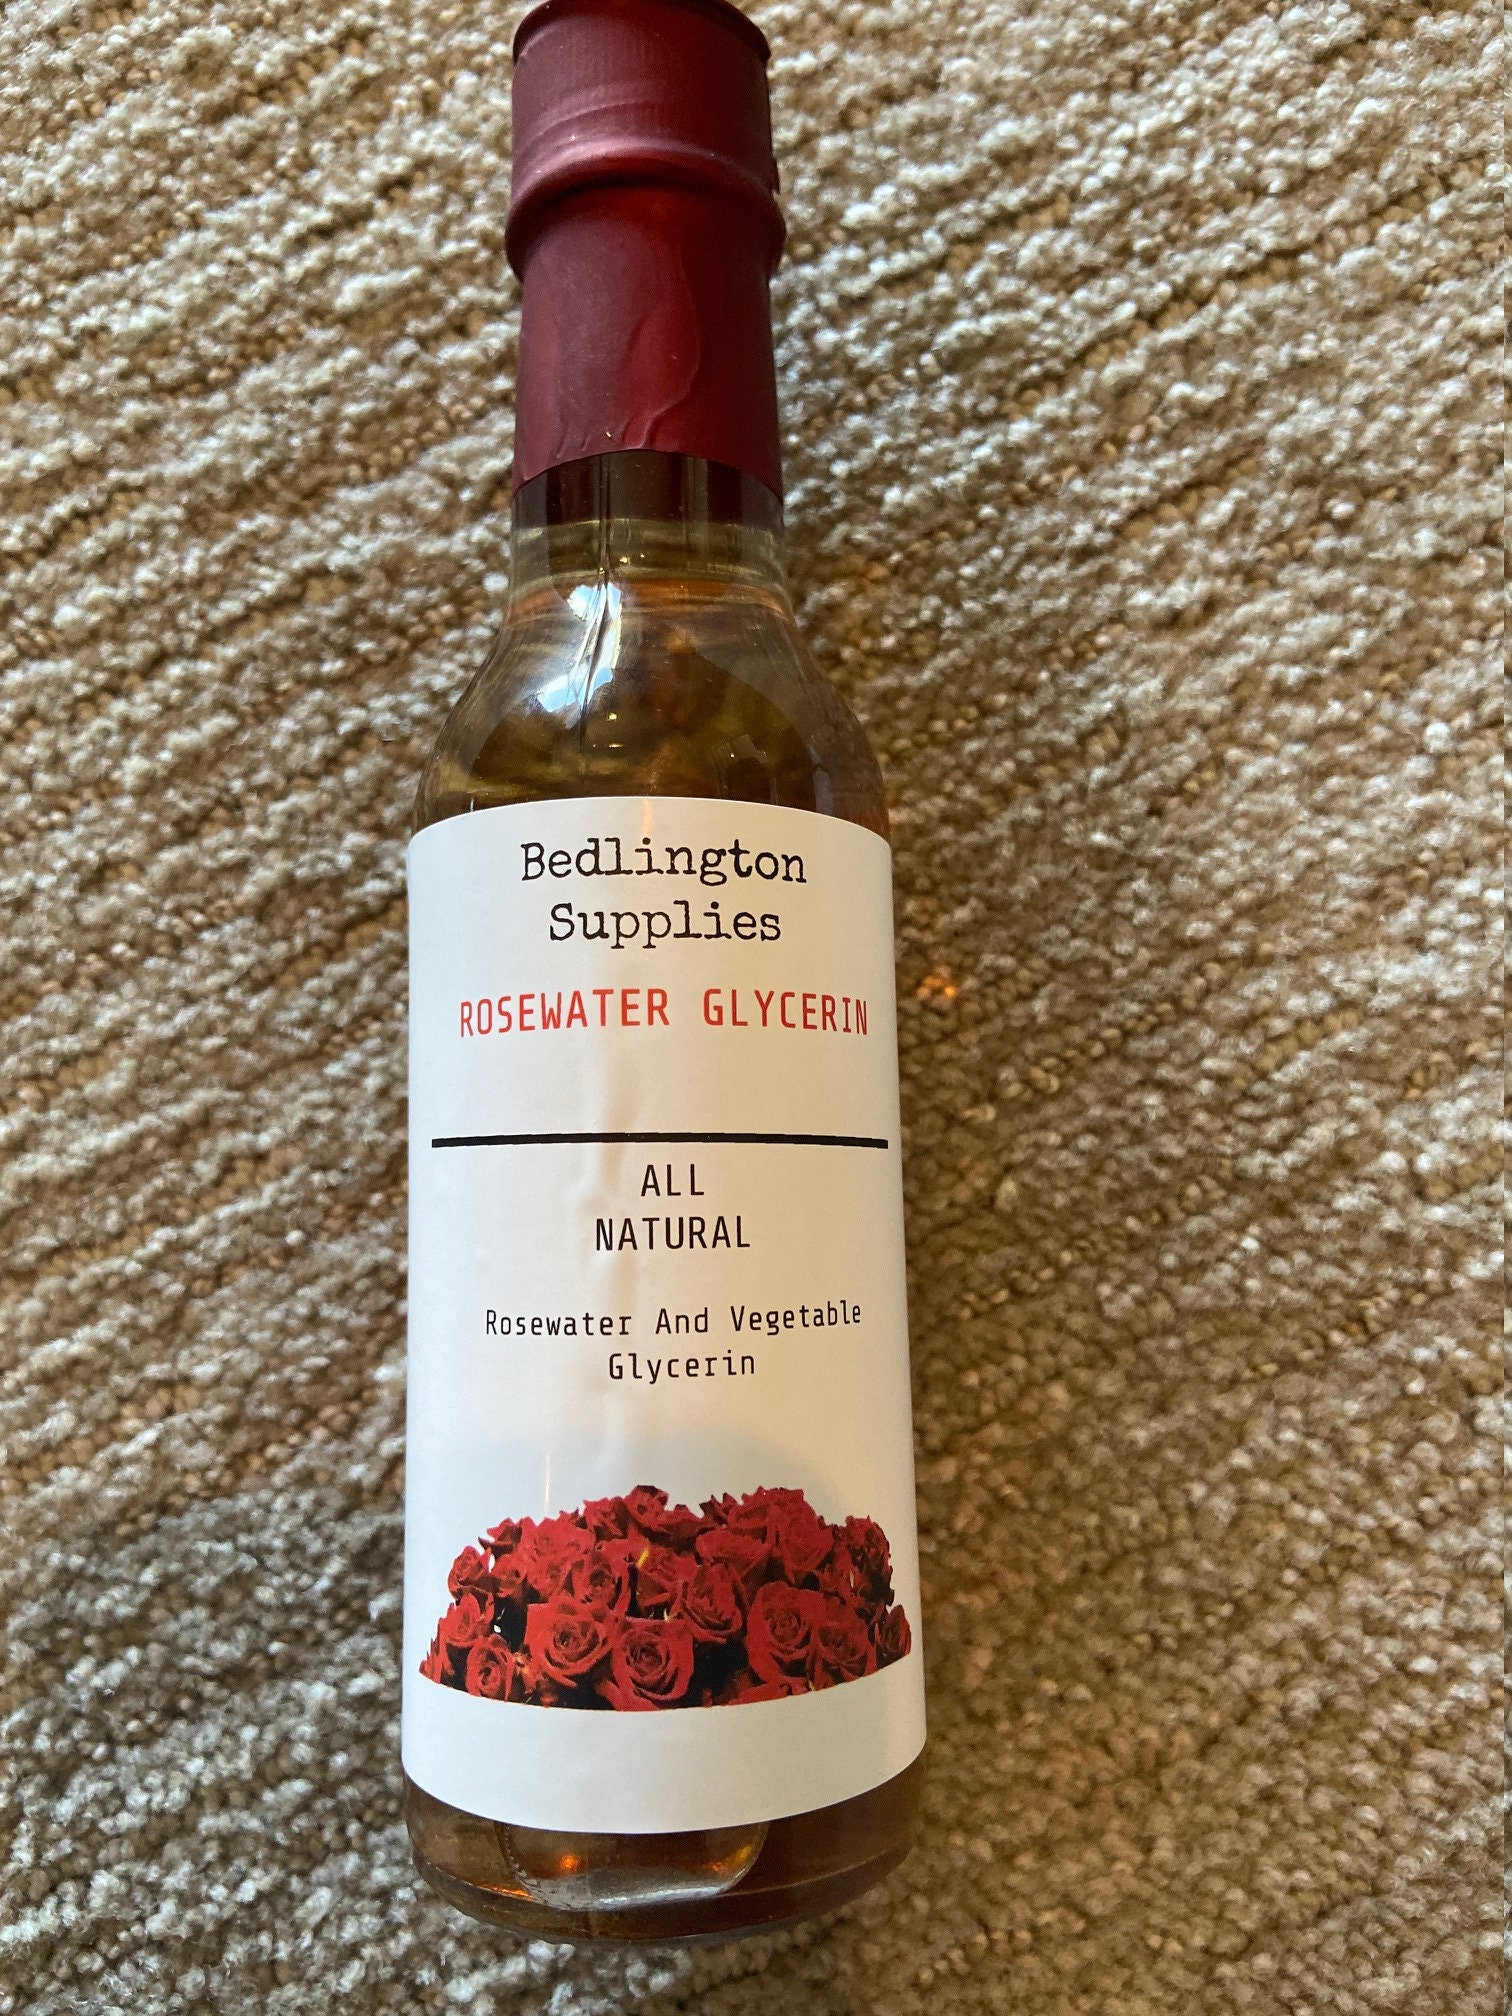 Bedlington
Supplies
ROSEWATER GLYCERIN
ALL
NATURAL
Rosewater And Vegetable
Glycerin